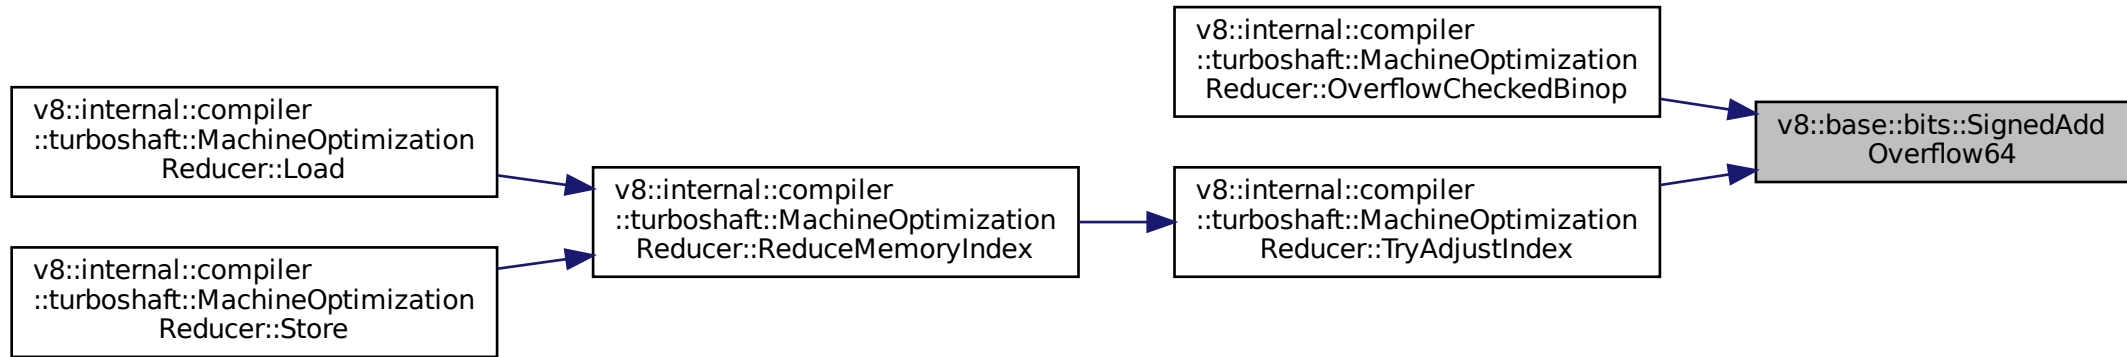 v8::internal::compiler
::turboshaft::MachineOptimization
Reducer::Load
v8::internal::compiler
::turboshaft::MachineOptimization
Reducer::Store
v8::internal::compiler
::turboshaft::MachineOptimization
Reducer::ReduceMemoryIndex
v8::internal::compiler
::turboshaft::MachineOptimization
Reducer::OverflowCheckedBinop
v8::internal::compiler
::turboshaft::MachineOptimization
Reducer::TryAdjustIndex
v8::base::bits::SignedAdd
Overflow64